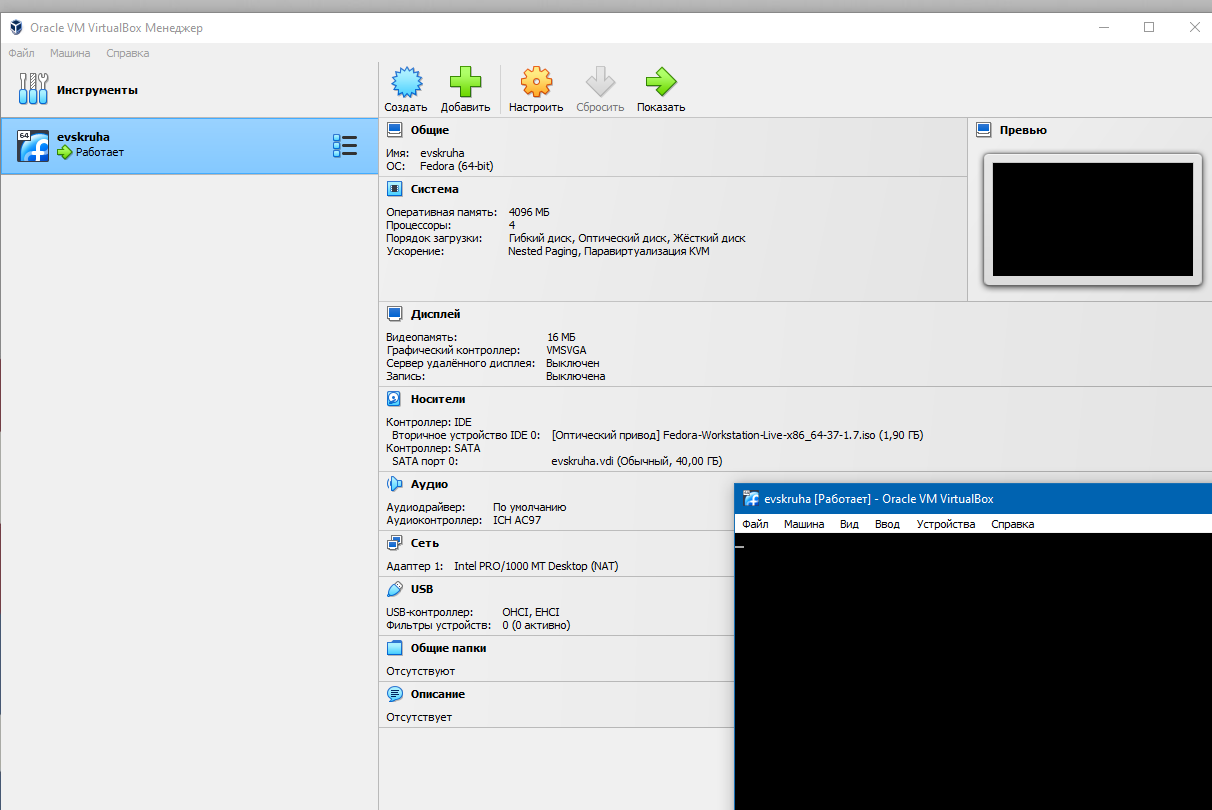 Oracle VM VirtualBox Менеджер
Файл Машина Справка
Инструменты
Создать Добавить Настроить Сбросить Показать
64
evskruha
Работает
Общие
Имя: evskruha
ОС: Fedora (64-bit)
Превью
Система
Оперативная память: 4096 МБ
Процессоры: 4
Порядок загрузки: Гибкий диск, Оптический диск, Жёсткий диск
Ускорение: Nested Paging, Паравиртуализация KVM
Дисплей
Видеопамять: 16 МБ
Графический контроллер: VMSVGA
Сервер удалённого дисплея: Выключен
Запись: Выключена
Носители
Контроллер: IDE
Вторичное устройство IDE 0: [Оптический привод] Fedora-Workstation-Live-x86_64-37-1.7.iso (1,90 ГБ)
Контроллер: SATA
SATA порт 0: evskruha.vdi (Обычный, 40,00 ГБ)
Аудио
Аудиодрайвер: По умолчанию
Аудиоконтроллер: ICH AC97
Сеть
Адаптер 1: Intel PRO/1000 MT Desktop (NAT)
USB
USB-контроллер: OHCI, EHCI
Фильтры устройств: 0 (0 активно)
Общие папки
Отсутствуют
Описание
Отсутствует
evskruha [Работает] - Oracle VM VirtualBox
Файл Машина Вид Ввод Устройства Справка